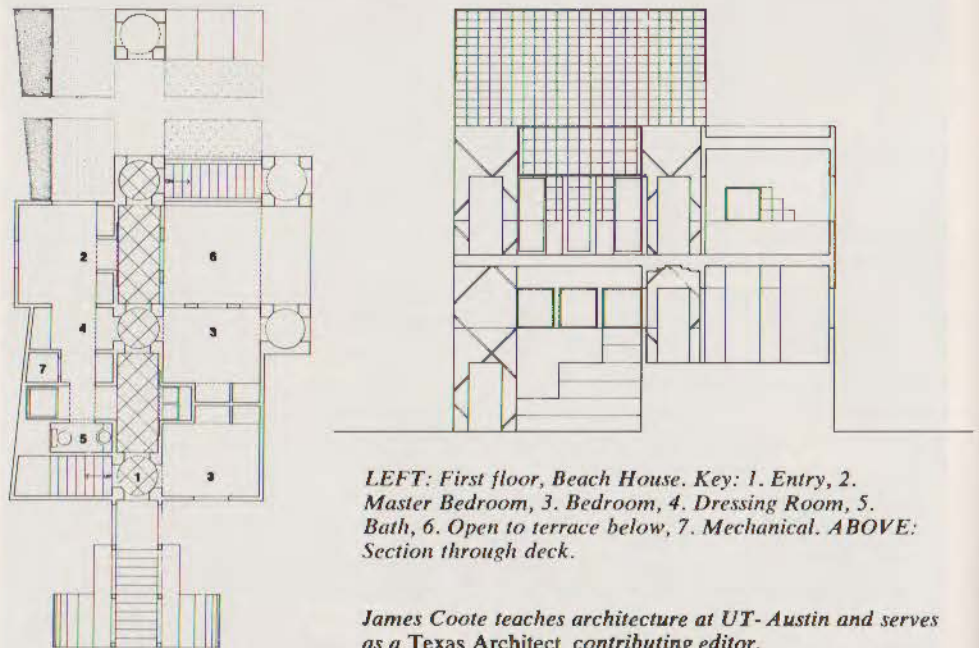 2
6
4
3
7
5
1
3
LEFT: First floor, Beach House. Key: 1. Entry, 2.
Master Bedroom, 3. Bedroom, 4. Dressing Room, 5.
Bath, 6. Open to terrace below, 7. Mechanical. ABOVE:
Section through deck.
James Coote teaches architecture at UT-Austin and serves
as a Texas Architect contributing editor.